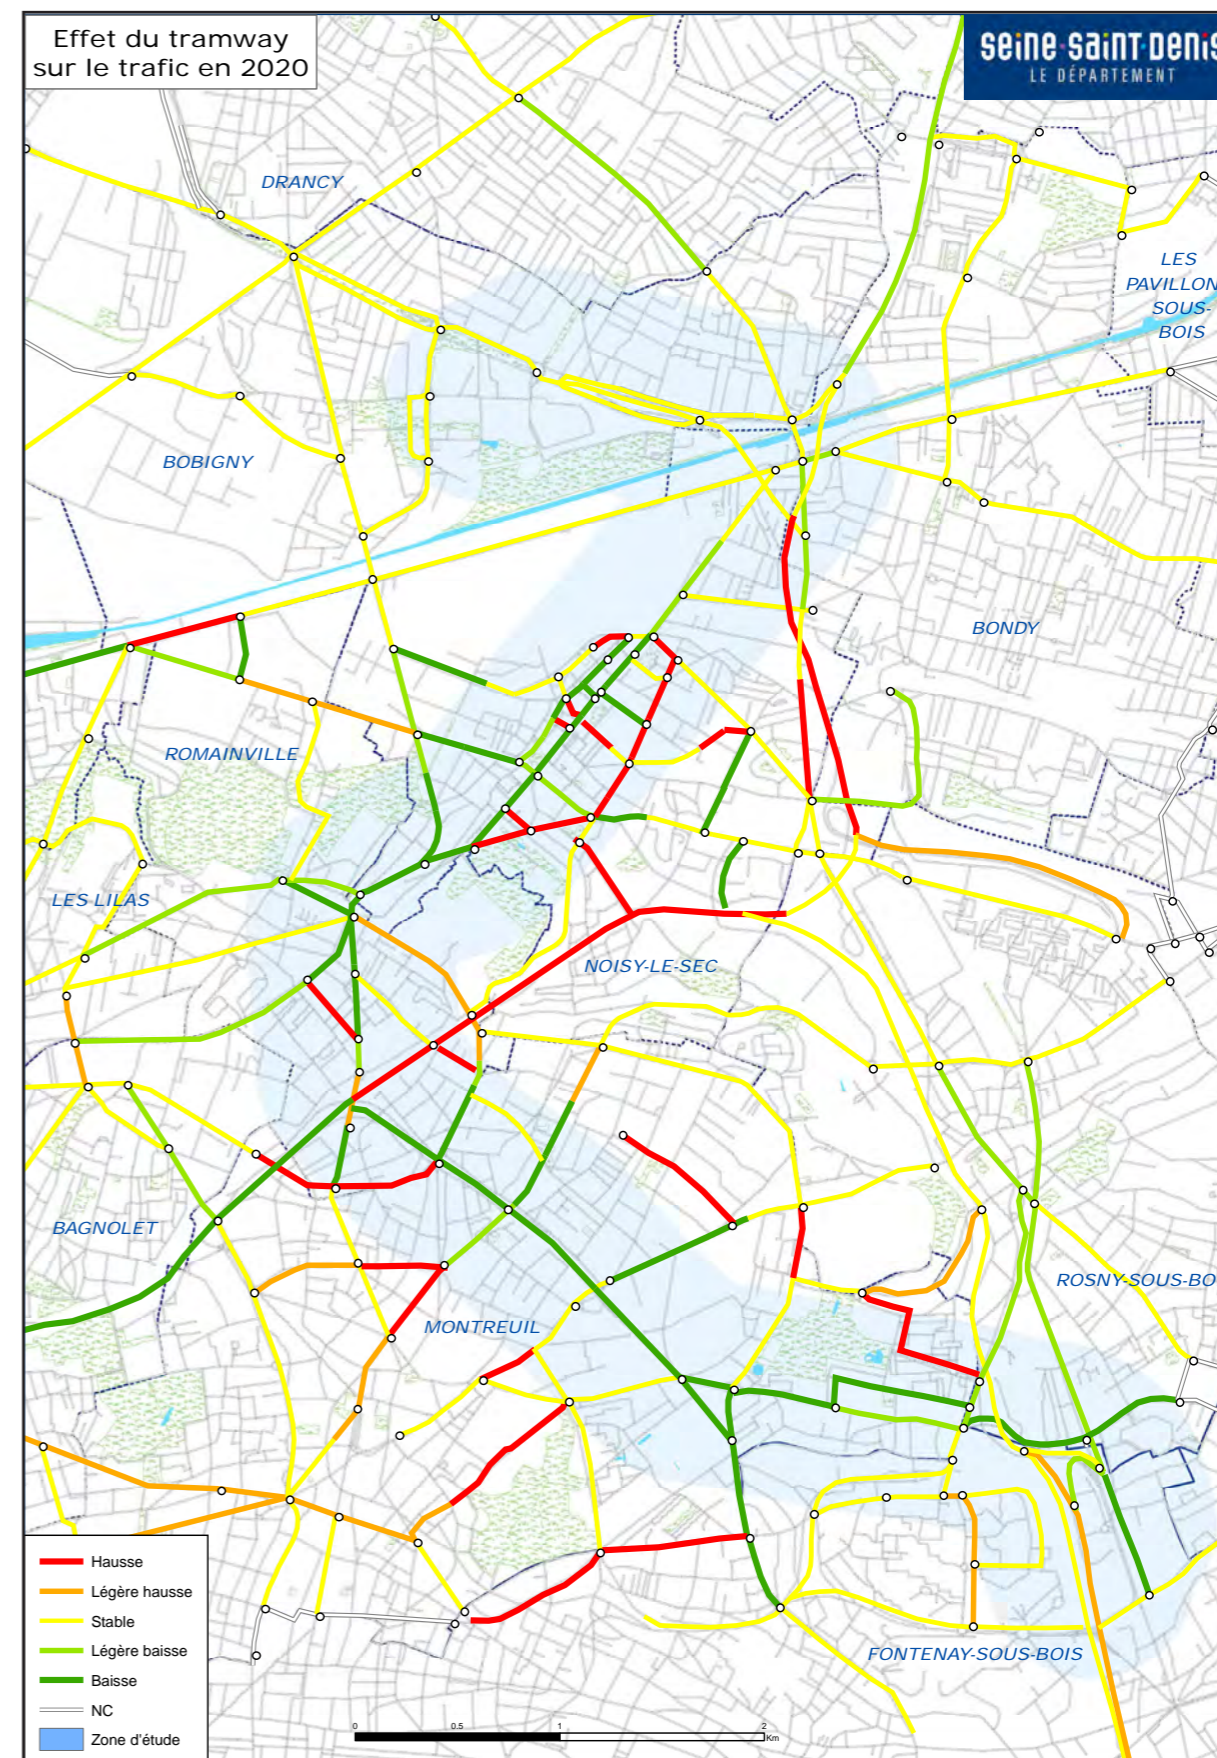 Effet du tramway
sur le trafic en 2020
seine-saint-denis
LE DÉPARTEMENT
DRANCY
LES
PAVILLON
SOUS-
BOIS
BOBIGNY
BONDY
ROMAINVILLE
LES LILAS
NOISY-LE-SEC
BAGNOLET
ROSNY-SOUS-BO
MONTREUIL
FONTENAY-SOUS-BOIS
Hausse
Légère hausse
Stable
Légère baisse
Baisse
NC
Zone d'étude
0 0.5 1 2
Km